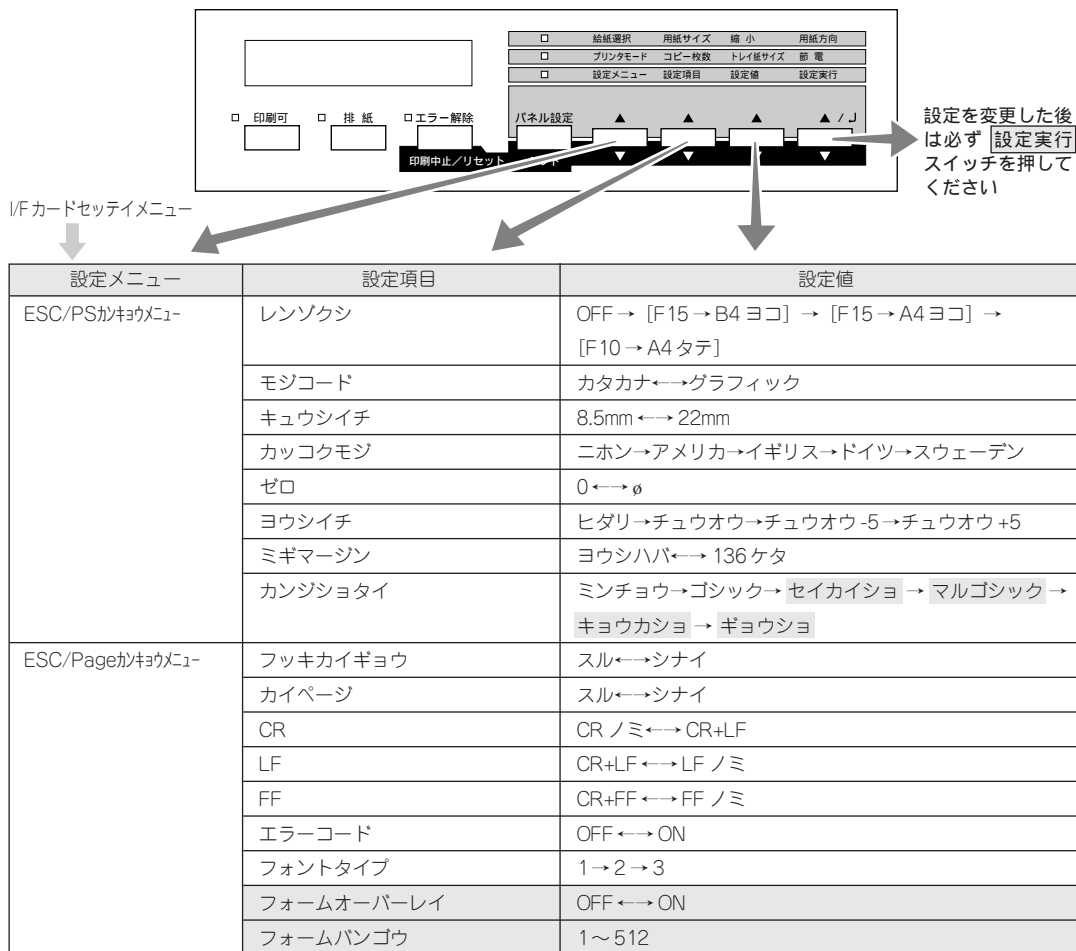 給紙選択 用紙サイズ 縮 小 用紙方向
プリンタモード コピー枚数 トレイ紙サイズ 節 電
設定メニュー 設定項目 設定値 設定実行
印刷可 排 紙 エラー解除 パネル設定 ▲ ▲ ▲ ▲ / ↲
印刷中止/リセット
▼ ▼ ▼ ▼
設定を変更した後
は必ず 設定実行
スイッチを押して
ください
I/F カードセッテイメニュー
設定メニュー 設定項目 設定値
ESC/PSカンキョウメニュー レンゾクシ OFF→ [F15→B4ヨコ] → [F15→A4ヨコ] →
[F10→A4タテ]
モジコード カタカナ←→グラフィック
キュウシイチ 8.5mm←→22mm
カッコクモジ ニホン→アメリカ→イギリス→ドイツ→スウェーデン
ゼロ 0←→ø
ヨウシイチ ヒダリ→チュウオウ→チュウオウ-5→チュウオウ+5
ミギマージン ヨウシハバ←→136ケタ
カンジショタイ ミンチョウ→ゴシック→ セイカイショ → マルゴシック →
キョウカショ → ギョウショ
ESC/Pageカンキョウメニュー フッキカイギョウ スル←→シナイ
カイページ スル←→シナイ
CR CRノミ←→CR+LF
LF CR+LF←→LFノミ
FF CR+FF←→FFノミ
エラーコード OFF←→ON
フォントタイプ 1→2→3
フォームオーバーレイ OFF←→ON
フォームバンゴウ 1～512